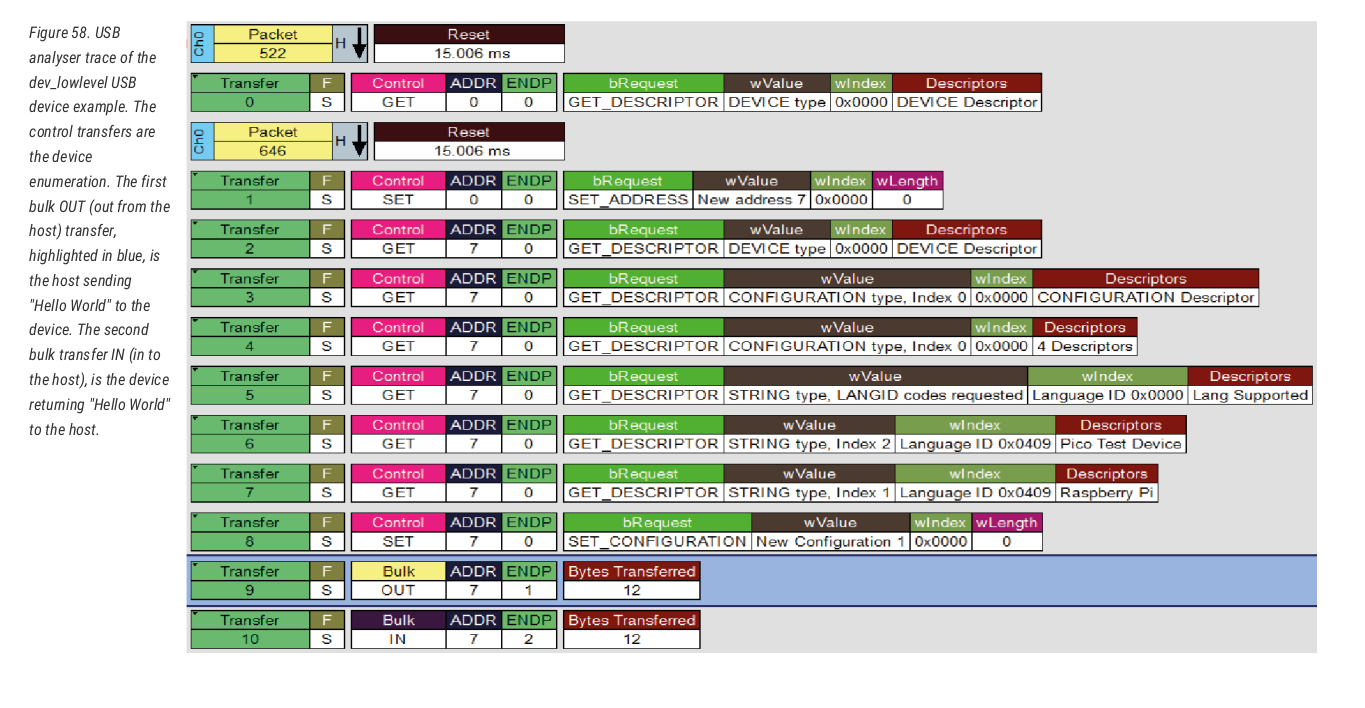 Figure 58. USB
analyser trace of the
dev_lowlevel USB
device example. The
control transfers are
the device
enumeration. The first
bulk OUT (out from the
host) transfer,
highlighted in blue, is
the host sending
"Hello World" to the
device. The second
bulk transfer IN (in to
the host), is the device
returning "Hello World"
to the host.
Ch0 Packet H Reset
522 15.006 ms
Transfer F Control ADDR ENDP bRequest wValue wIndex Descriptors
0 S GET 0 0 GET_DESCRIPTOR DEVICE type 0x0000 DEVICE Descriptor
Ch0 Packet H Reset
646 15.006 ms
Transfer F Control ADDR ENDP bRequest wValue wIndex wLength
1 S SET 0 0 SET_ADDRESS New address 7 0x0000 0
Transfer F Control ADDR ENDP bRequest wValue wIndex Descriptors
2 S GET 7 0 GET_DESCRIPTOR DEVICE type 0x0000 DEVICE Descriptor
Transfer F Control ADDR ENDP bRequest wValue wIndex Descriptors
3 S GET 7 0 GET_DESCRIPTOR CONFIGURATION type, Index 0 0x0000 CONFIGURATION Descriptor
Transfer F Control ADDR ENDP bRequest wValue wIndex Descriptors
4 S GET 7 0 GET_DESCRIPTOR CONFIGURATION type, Index 0 0x0000 4 Descriptors
Transfer F Control ADDR ENDP bRequest wValue wIndex Descriptors
5 S GET 7 0 GET_DESCRIPTOR STRING type, LANGID codes requested Language ID 0x0000 Lang Supported
Transfer F Control ADDR ENDP bRequest wValue wIndex Descriptors
6 S GET 7 0 GET_DESCRIPTOR STRING type, Index 2 Language ID 0x0409 Pico Test Device
Transfer F Control ADDR ENDP bRequest wValue wIndex Descriptors
7 S GET 7 0 GET_DESCRIPTOR STRING type, Index 1 Language ID 0x0409 Raspberry Pi
Transfer F Control ADDR ENDP bRequest wValue wIndex wLength
8 S SET 7 0 SET_CONFIGURATION New Configuration 1 0x0000 0
Transfer F Bulk ADDR ENDP Bytes Transferred
9 S OUT 7 1 12
Transfer F Bulk ADDR ENDP Bytes Transferred
10 S IN 7 2 12